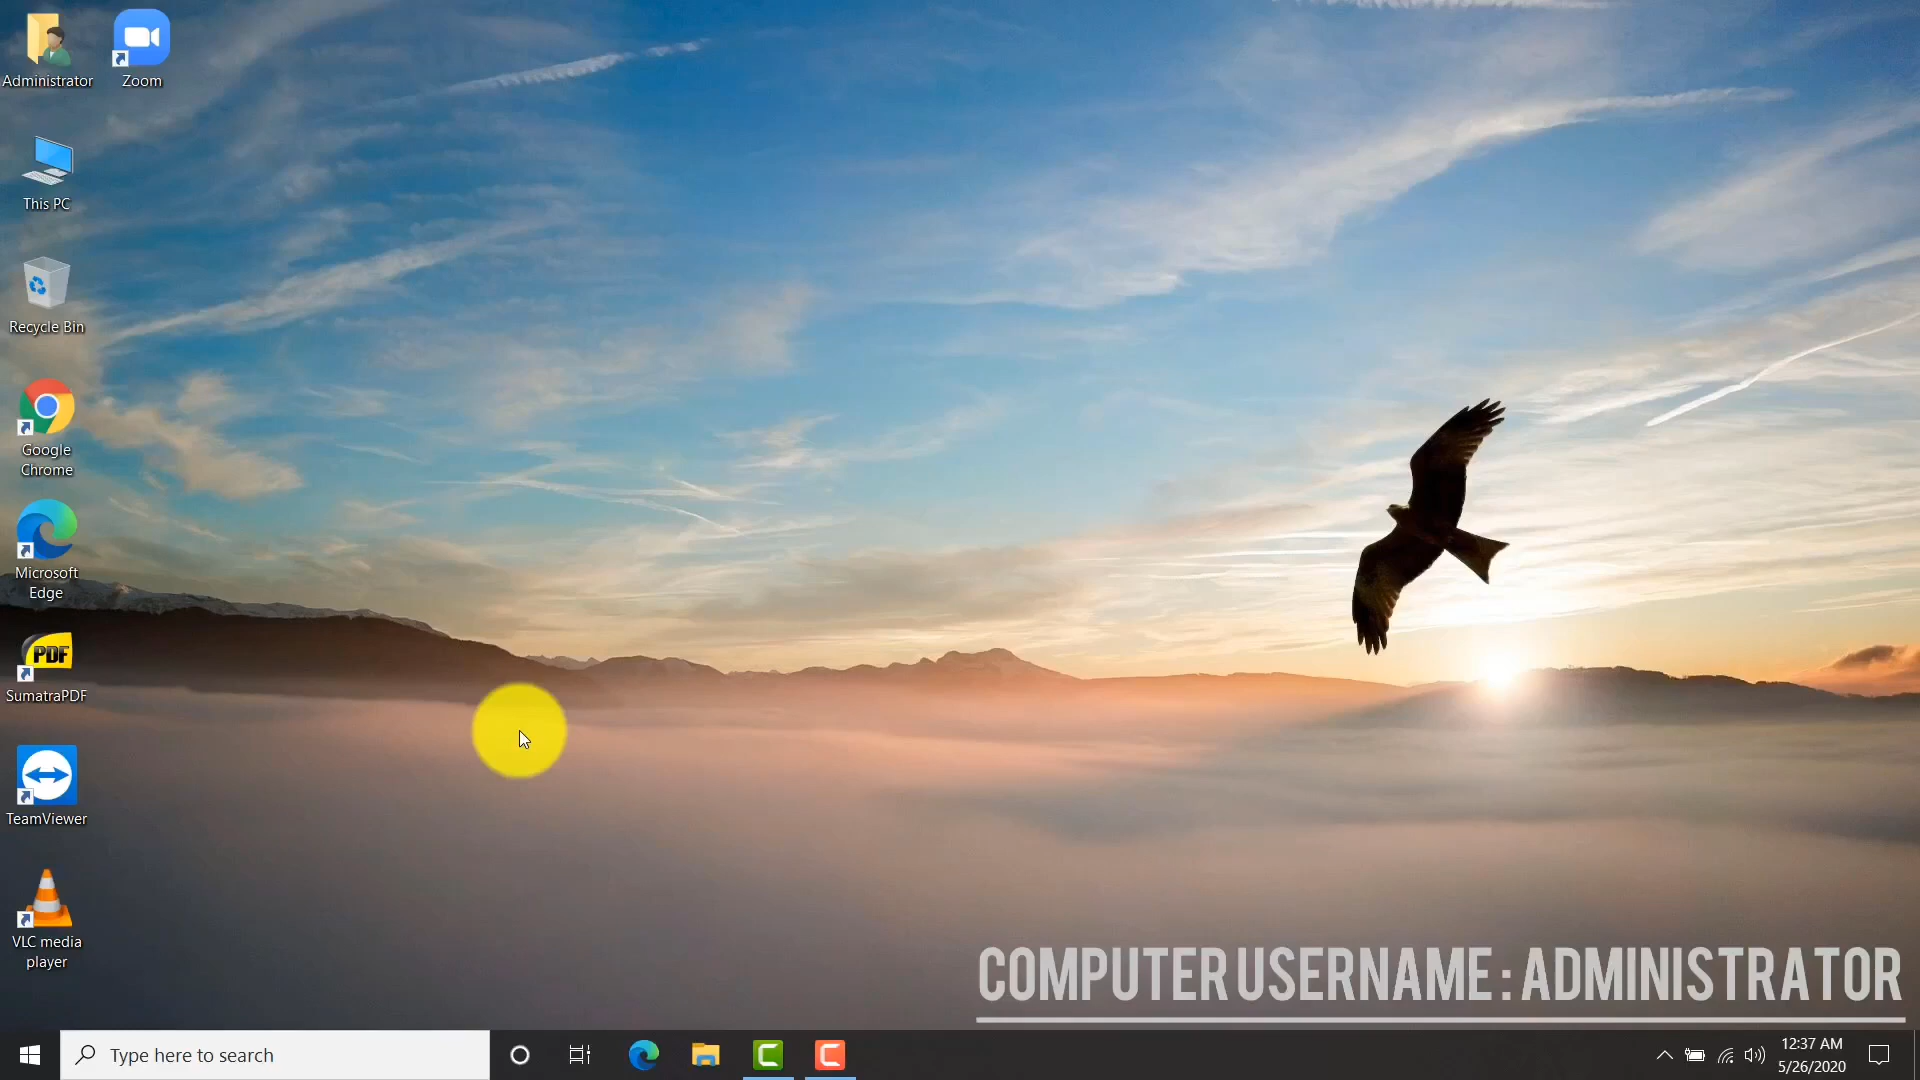 Administrator
Zoom
This PC
Recycle Bin
Google
Chrome
Microsoft
Edge
PDF
SumatraPDF
TeamViewer
VLC media
player
COMPUTER USERNAME : ADMINISTRATOR
Type here to search
12:37 AM
5/26/2020